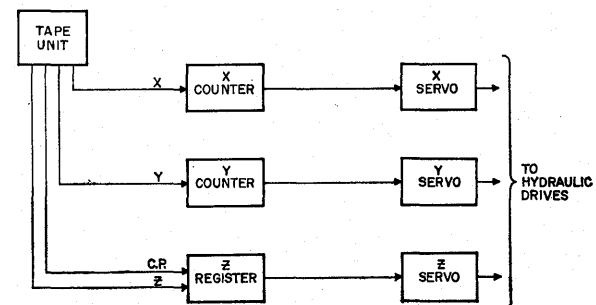 TAPE
UNIT
X
X
COUNTER
X
SERVO
Y
Y
COUNTER
Y
SERVO
TO
HYDRAULIC
DRIVES
C.P.
Ƶ
Ƶ
REGISTER
Ƶ
SERVO